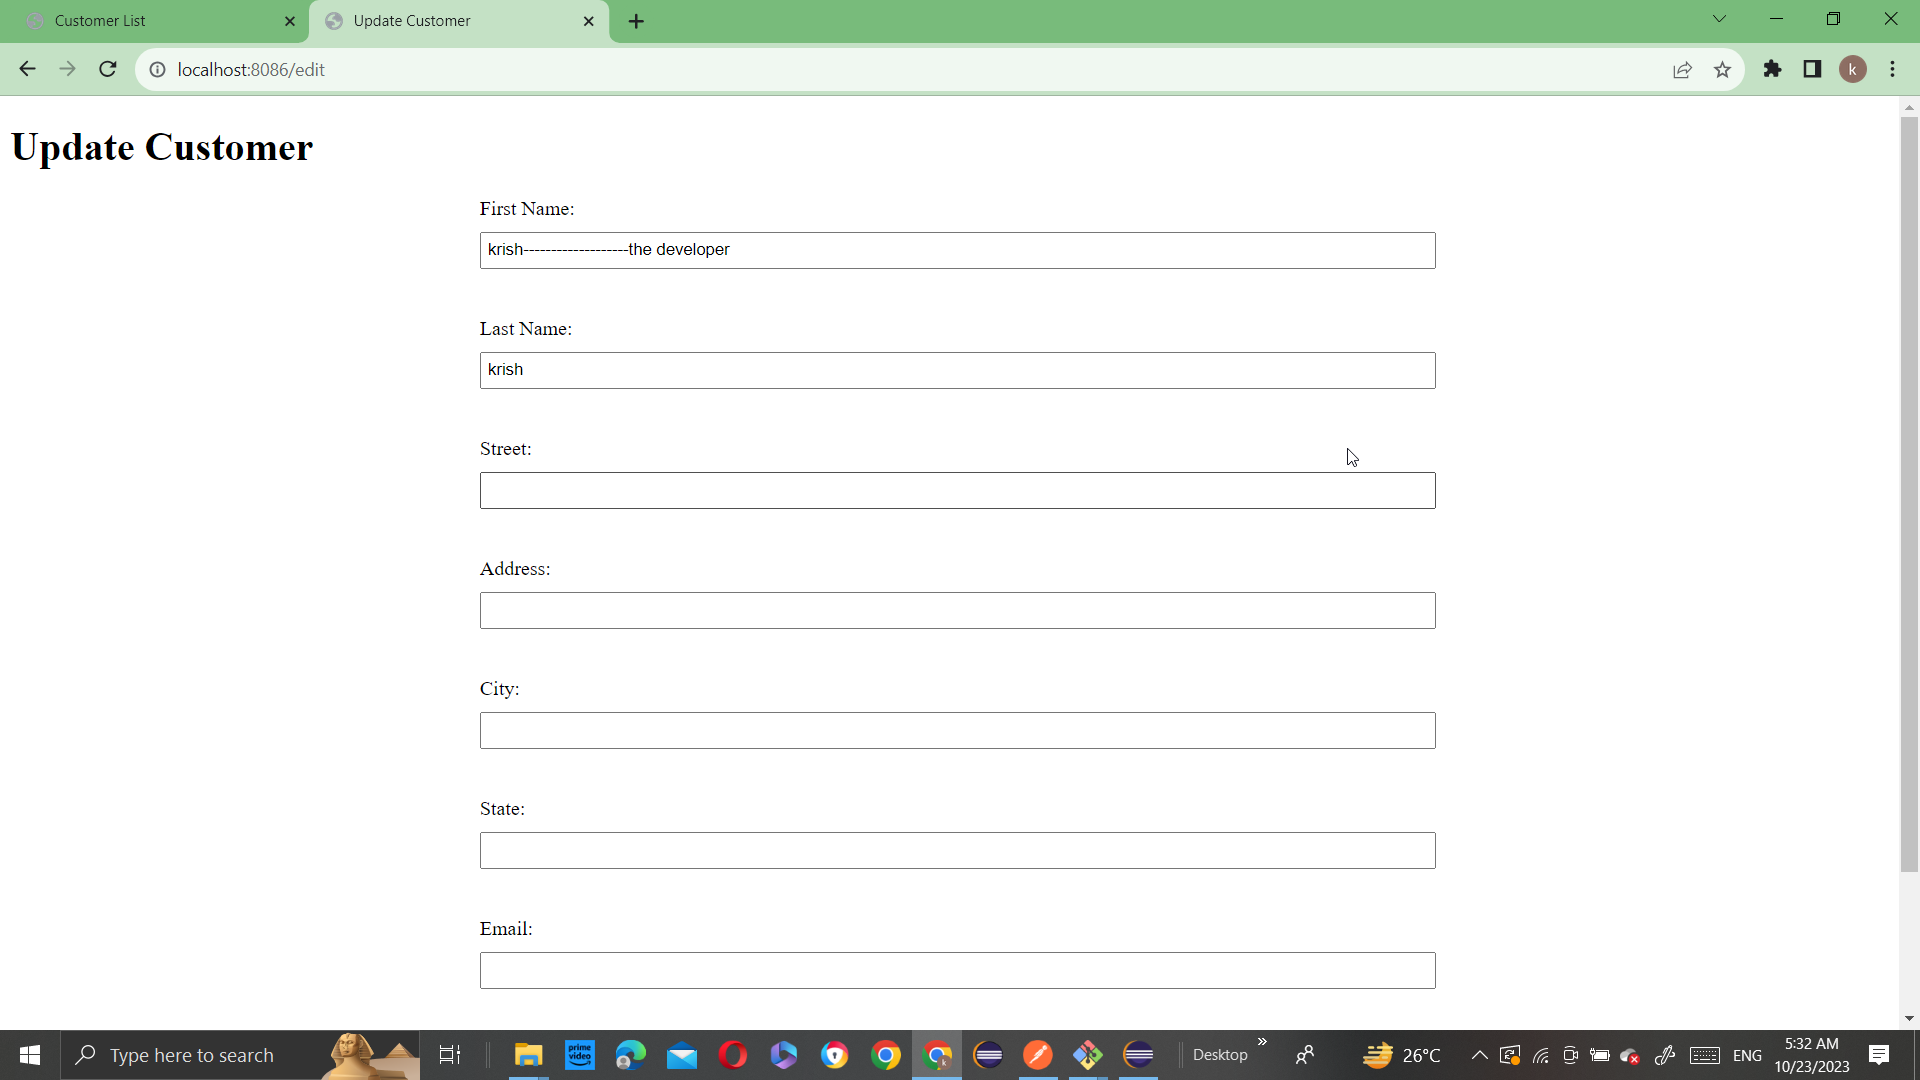 Customer List
Update Customer
localhost:8086/edit
k
Update Customer
First Name:
krish-------------------the developer
Last Name:
krish
Street:
Address:
City:
State:
Email:
Type here to search
prime video
Desktop
26°C
ENG
5:32 AM
10/23/2023